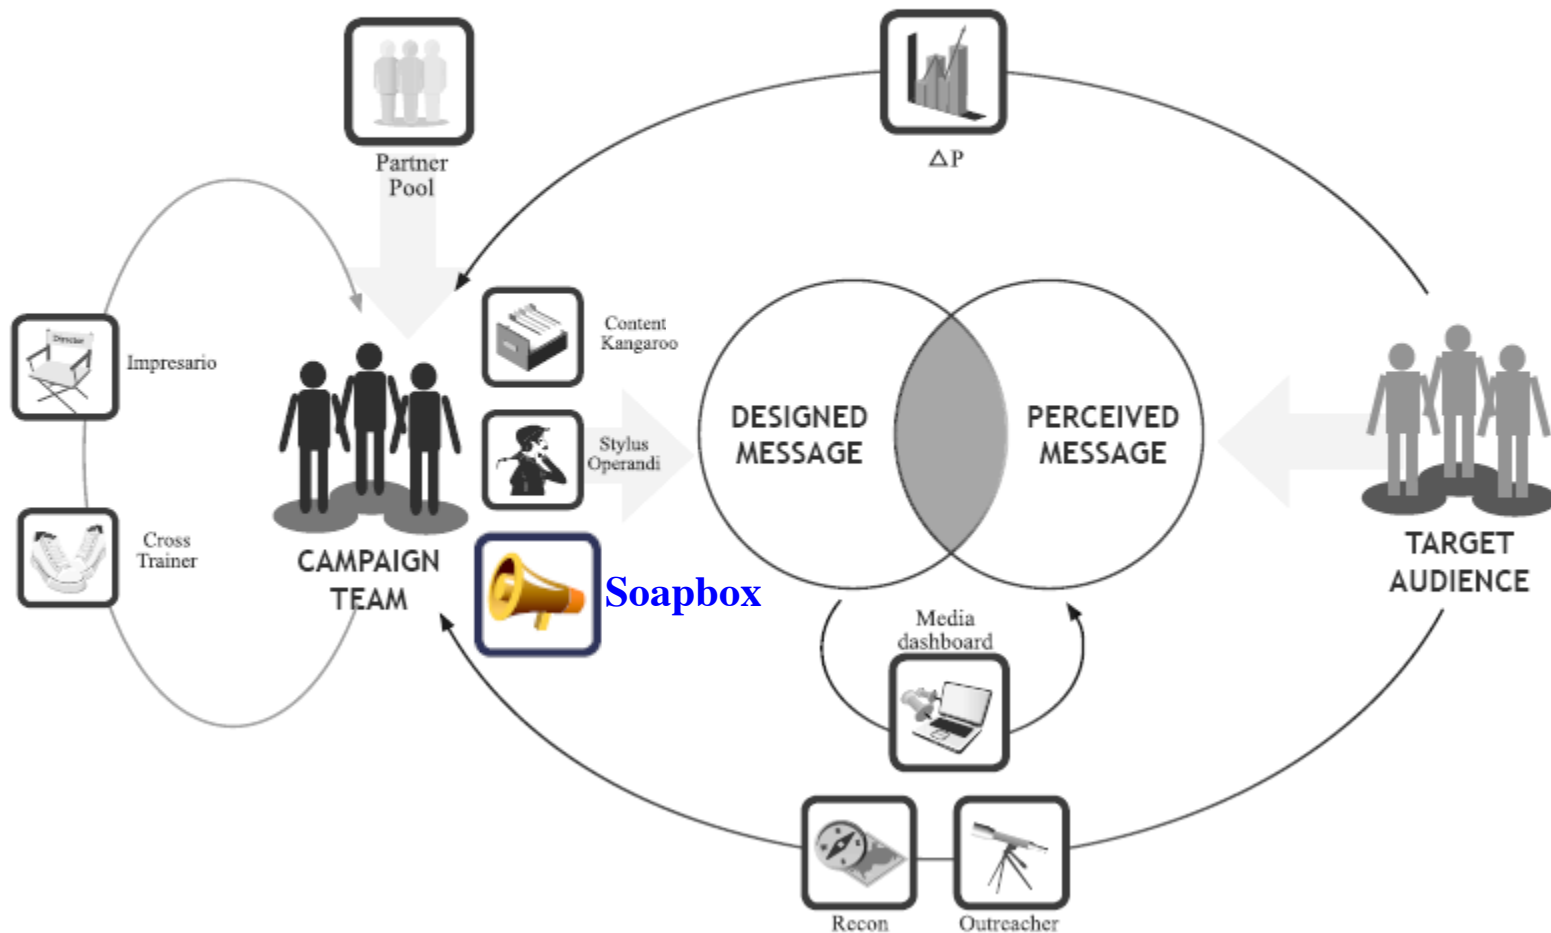 Partner
Pool
△P
Director
Impresario
Content
Kangaroo
DESIGNED
MESSAGE
PERCEIVED
MESSAGE
Stylus
Operandi
Cross
Trainer
CAMPAIGN
TEAM
Soapbox
TARGET
AUDIENCE
Media
dashboard
Recon
Outreacher